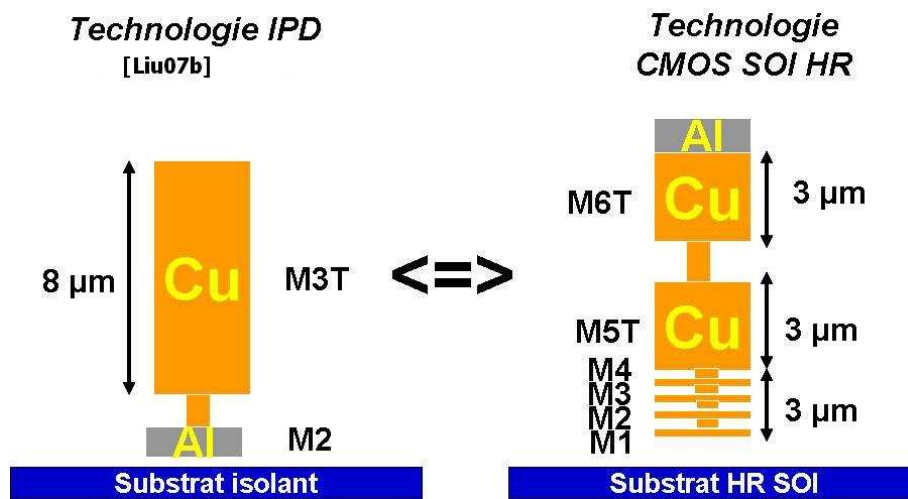 Technologie IPD
[Liu07b]
8 µm
Cu
M3T
Al
M2
Substrat isolant
<=>
Technologie
CMOS SOI HR
Al
M6T
Cu
3 µm
M5T
Cu
3 µm
M4
M3
M2
M1
3 µm
Substrat HR SOI